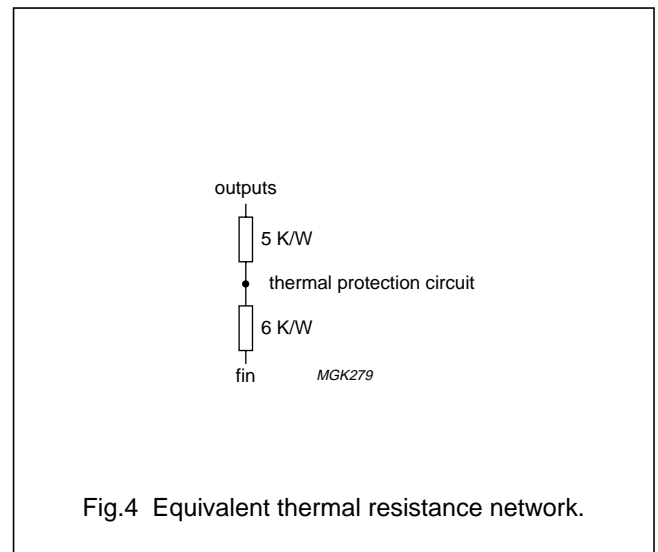 outputs
5 K/W
thermal protection circuit
6 K/W
fin
MGK279
Fig.4 Equivalent thermal resistance network.